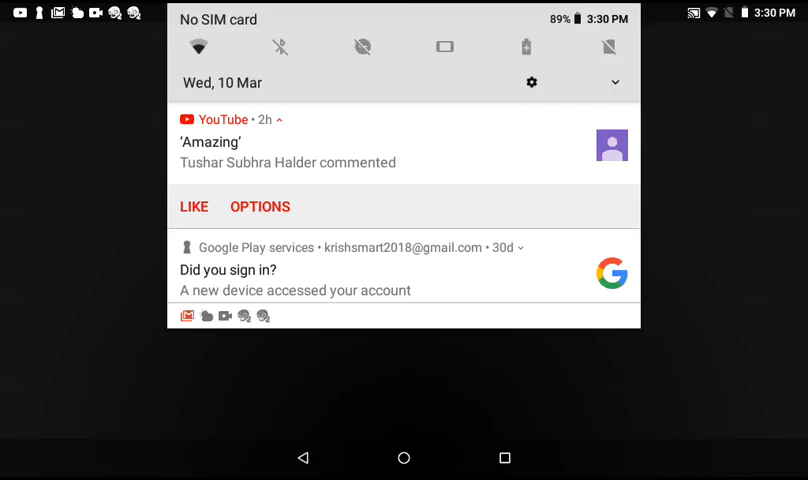 3:30 PM
No SIM card
89% 3:30 PM
Wed, 10 Mar
YouTube • 2h
‘Amazing’
Tushar Subhra Halder commented
LIKE OPTIONS
Google Play services • krishsmart2018@gmail.com • 30d
Did you sign in?
A new device accessed your account